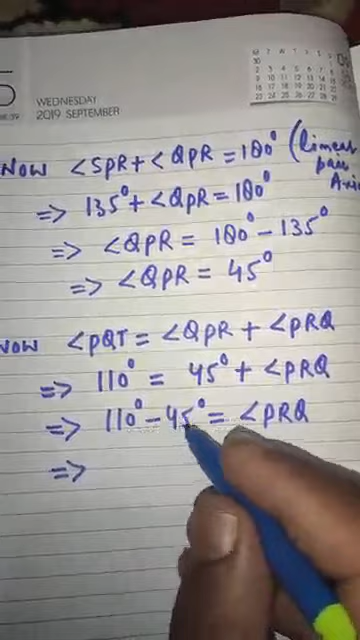 WEDNESDAY
2019 SEPTEMBER
NOW ∠SPR + ∠QPR = 180° (linear
pair
=> 135° + ∠QPR = 180°
=> ∠QPR = 180° - 135°
=> ∠QPR = 45°
NOW ∠PQT = ∠QPR + ∠PRQ
=> 110° = 45° + ∠PRQ
=> 110° - 45° = ∠PRQ
=>